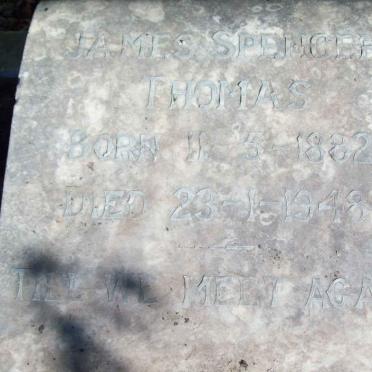 JAMES SPENCER
THOMAS
BORN 11-5-1882
DIED 23-1-1948
TILL WE MEET AGA